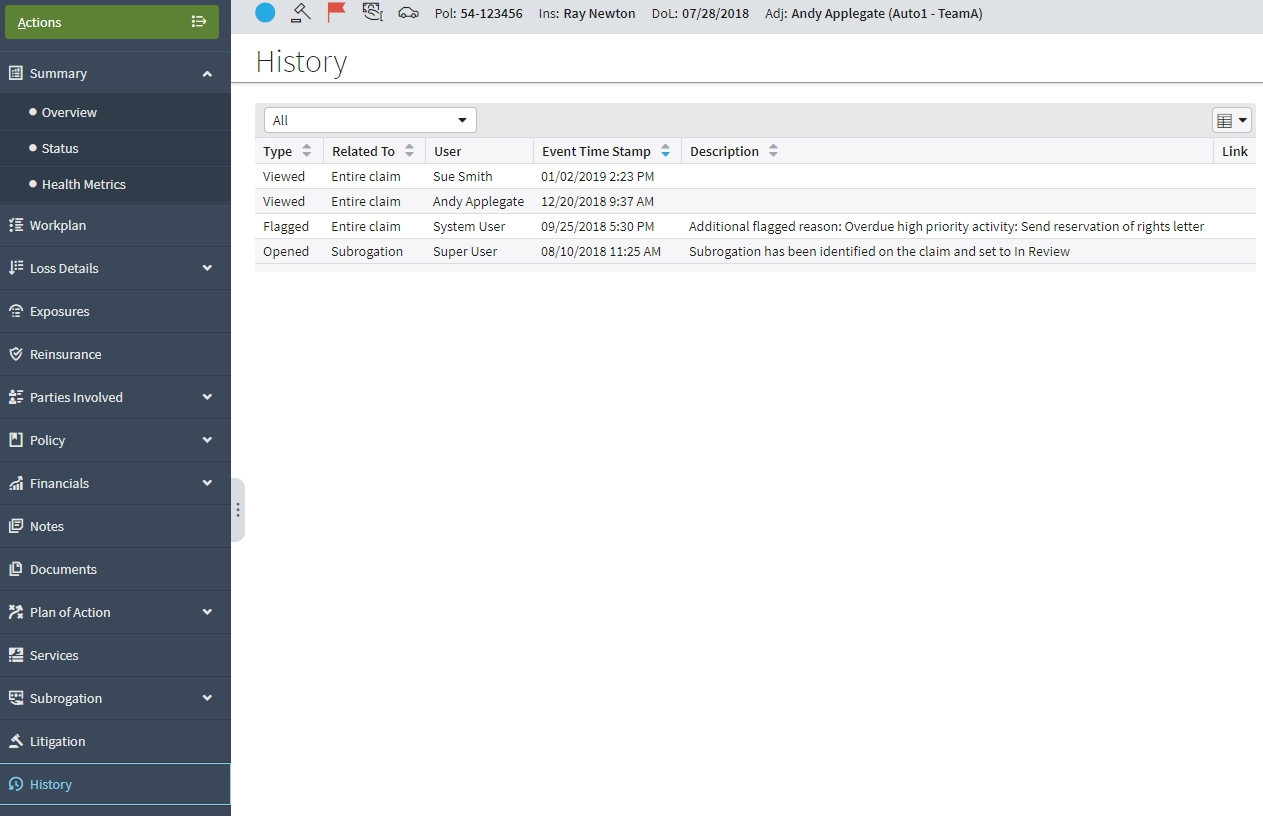 Actions
Summary
Overview
Status
Health Metrics
Workplan
Loss Details
Exposures
Reinsurance
Parties Involved
Policy
Financials
Notes
Documents
Plan of Action
Services
Subrogation
Litigation
History
Pol: 54-123456 Ins: Ray Newton DoL: 07/28/2018 Adj: Andy Applegate (Auto1 - TeamA)
History
All
Type Related To User Event Time Stamp Description Link
Viewed Entire claim Sue Smith 01/02/2019 2:23 PM
Viewed Entire claim Andy Applegate 12/20/2018 9:37 AM
Flagged Entire claim System User 09/25/2018 5:30 PM Additional flagged reason: Overdue high priority activity: Send reservation of rights letter
Opened Subrogation Super User 08/10/2018 11:25 AM Subrogation has been identified on the claim and set to In Review